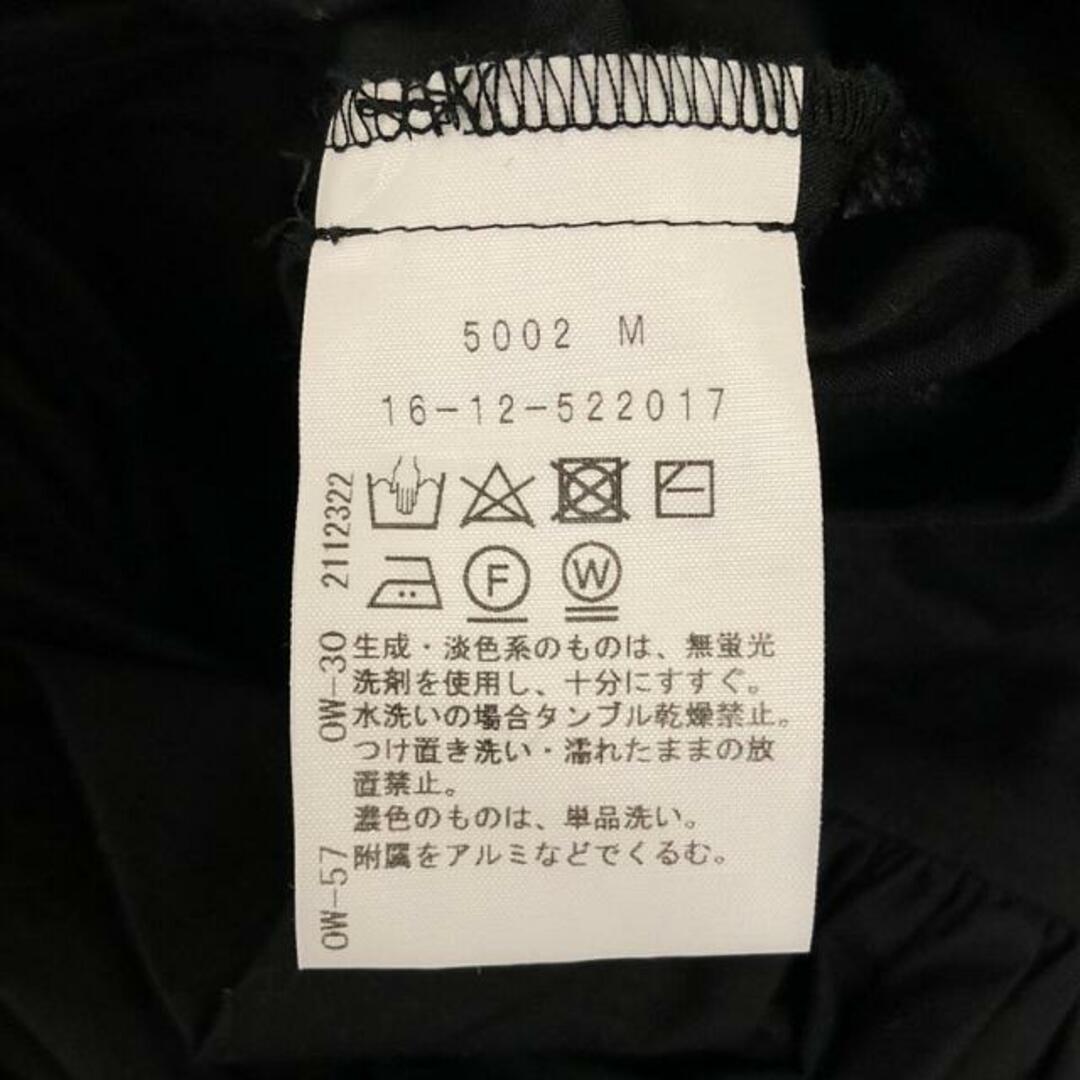 5002 M
16-12-522017
F W
生成・淡色系のものは、無蛍光
洗剤を使用し、十分にすすぐ。
水洗いの場合タンブル乾燥禁止。
つけ置き洗い・濡れたままの放
置禁止。
濃色のものは、単品洗い。
附属をアルミなどでくるむ。
OW-57 OW-30 2112322